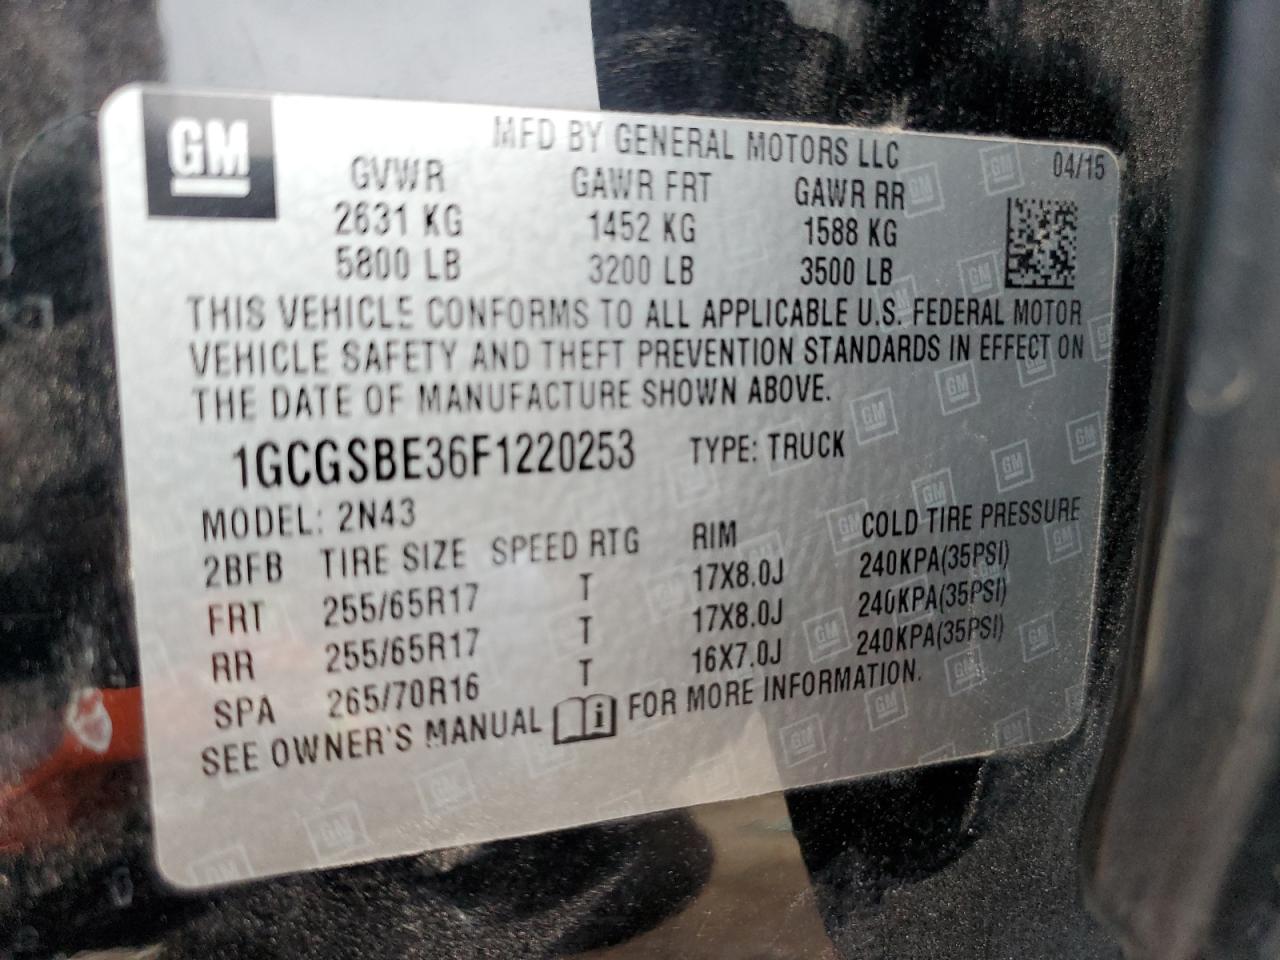 GM
MFD BY GENERAL MOTORS LLC
04/15
GVWR GAWR FRT GAWR RR
2631 KG 1452 KG 1588 KG
5800 LB 3200 LB 3500 LB
THIS VEHICLE CONFORMS TO ALL APPLICABLE U.S. FEDERAL MOTOR
VEHICLE SAFETY AND THEFT PREVENTION STANDARDS IN EFFECT ON
THE DATE OF MANUFACTURE SHOWN ABOVE.
1GCGSBE36F1220253 TYPE: TRUCK
MODEL: 2N43
2BFB TIRE SIZE SPEED RTG RIM COLD TIRE PRESSURE
FRT 255/65R17 T 17X8.0J 240KPA(35PSI)
RR 255/65R17 T 17X8.0J 240KPA(35PSI)
SPA 265/70R16 T 16X7.0J 240KPA(35PSI)
SEE OWNER'S MANUAL i FOR MORE INFORMATION.